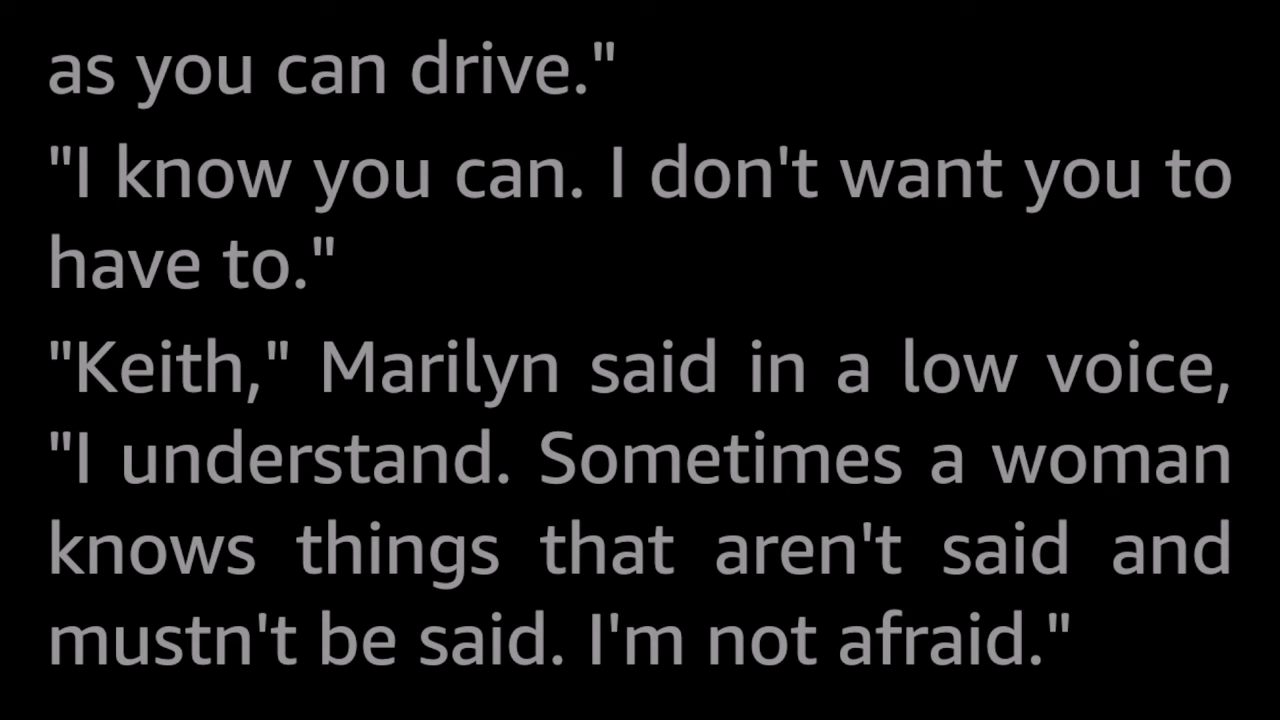 as you can drive."
"I know you can. I don't want you to
have to."
"Keith," Marilyn said in a low voice,
"I understand. Sometimes a woman
knows things that aren't said and
mustn't be said. I'm not afraid."